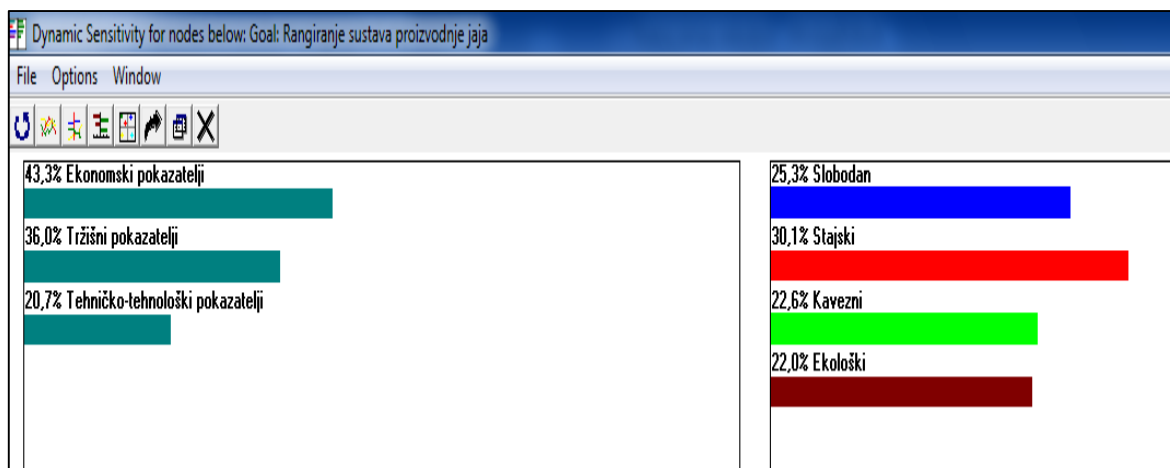 Dynamic Sensitivity for nodes below: Goal: Rangiranje sustava proizvodnje jaja
File Options Window
43,3% Ekonomski pokazatelji
36,0% Tržišni pokazatelji
20,7% Tehničko-tehnološki pokazatelji
25,3% Slobodan
30,1% Stajski
22,6% Kavezni
22,0% Ekološki